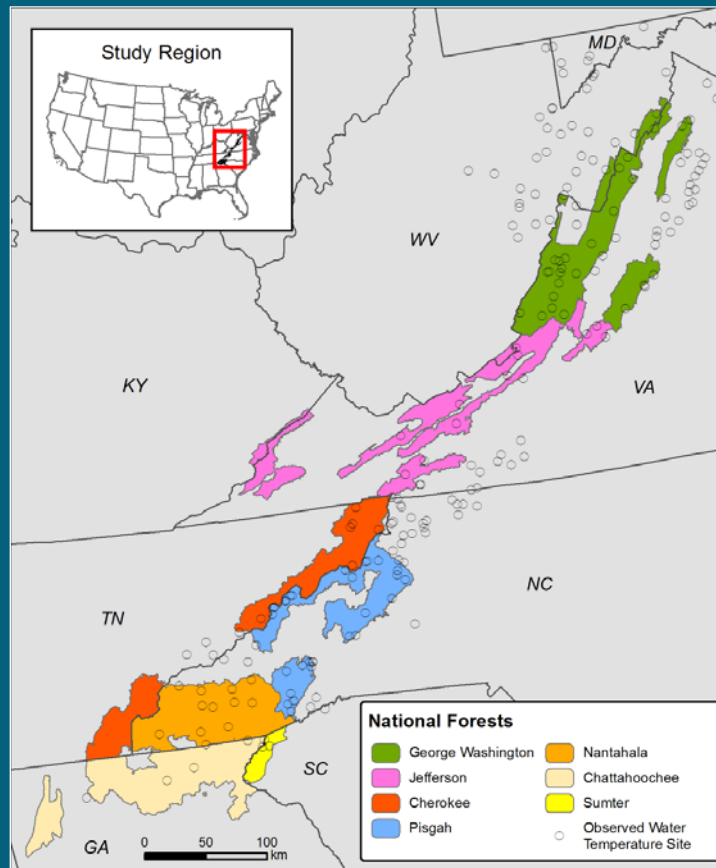 Study Region
MD
WV
KY
VA
TN
NC
SC
GA
0 50 100
km
National Forests
George Washington
Jefferson
Cherokee
Pisgah
Nantahala
Chattahoochee
Sumter
Observed Water
Temperature Site